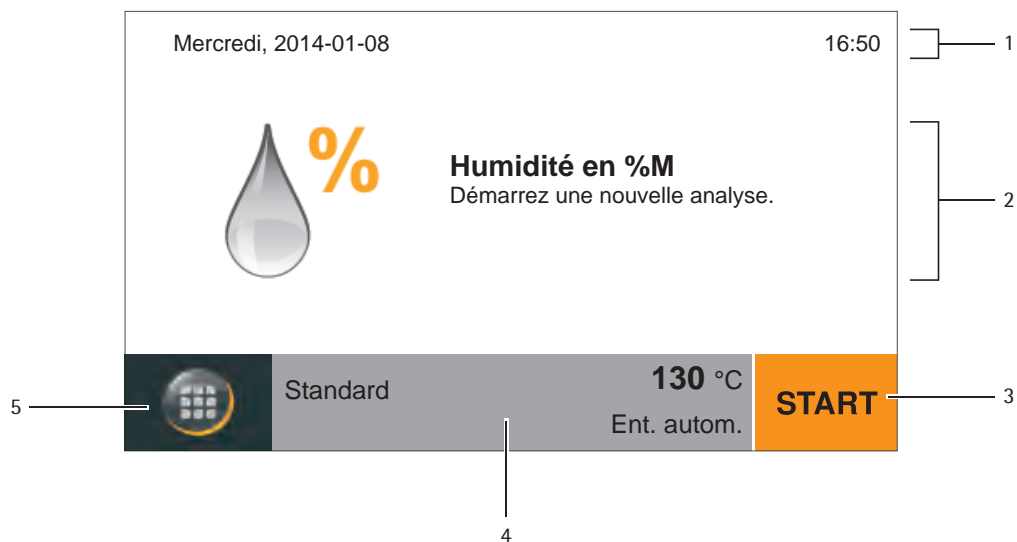 Mercredi, 2014-01-08 16:50
1
%
Humidité en %M
Démarrez une nouvelle analyse.
2
Standard 130 °C
Ent. autom.
START
3
5
4